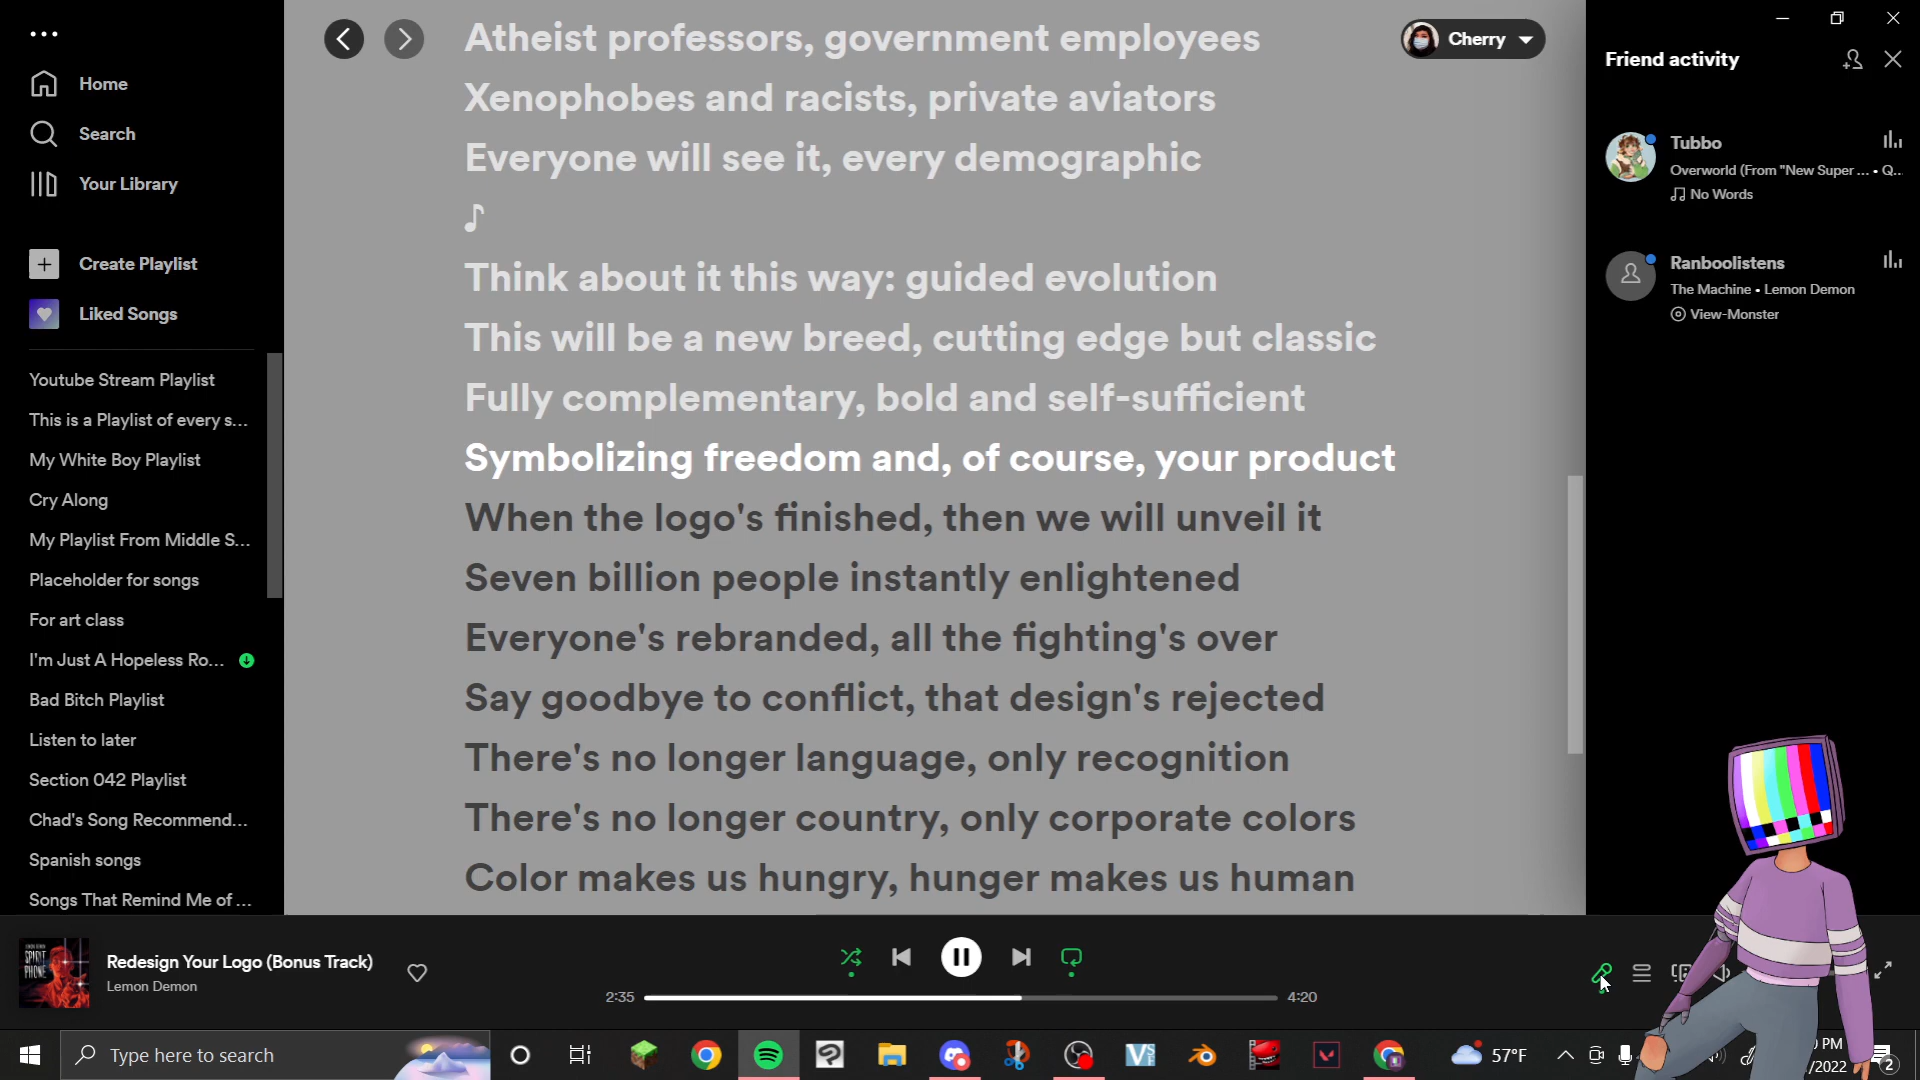 Home
Search
Your Library
Create Playlist
Liked Songs
Youtube Stream Playlist
This is a Playlist of every s...
My White Boy Playlist
Cry Along
My Playlist From Middle S...
Placeholder for songs
For art class
I'm Just A Hopeless Ro...
Bad Bitch Playlist
Listen to later
Section 042 Playlist
Chad's Song Recommend...
Spanish songs
Songs That Remind Me of ...
Atheist professors, government employees
Xenophobes and racists, private aviators
Everyone will see it, every demographic
♪
Think about it this way: guided evolution
This will be a new breed, cutting edge but classic
Fully complementary, bold and self-sufficient
Symbolizing freedom and, of course, your product
When the logo's finished, then we will unveil it
Seven billion people instantly enlightened
Everyone's rebranded, all the fighting's over
Say goodbye to conflict, that design's rejected
There's no longer language, only recognition
There's no longer country, only corporate colors
Color makes us hungry, hunger makes us human
Cherry
Friend activity
Tubbo
Overworld (From "New Super ... • Q...
No Words
Ranboolistens
The Machine • Lemon Demon
View-Monster
SPIRIT PHONE
Redesign Your Logo (Bonus Track)
Lemon Demon
2:35
4:20
Type here to search
57°F
PM
/2022
2